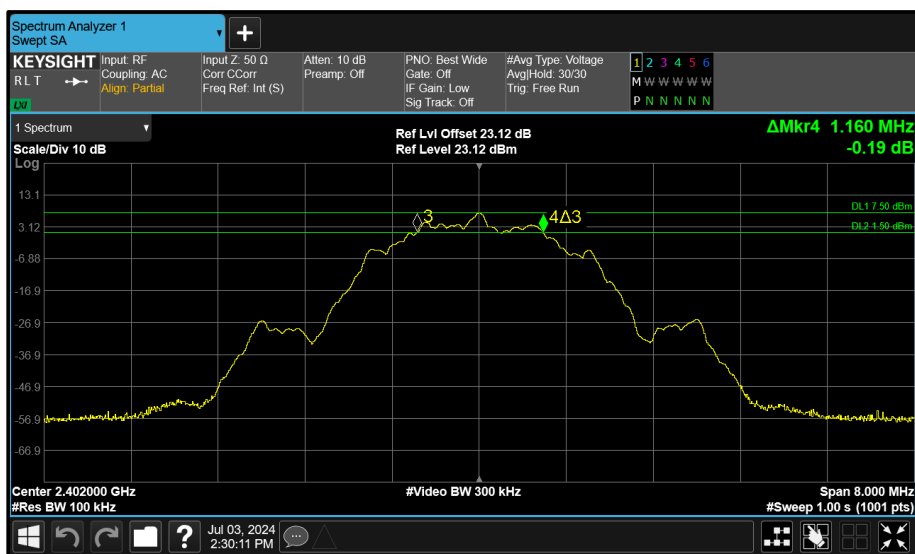 Spectrum Analyzer 1
Swept SA
KEYSIGHT
R L T
LXI
Input: RF
Coupling: AC
Align: Partial
Input Z: 50 Ω
Corr CCorr
Freq Ref: Int (S)
Atten: 10 dB
Preamp: Off
PNO: Best Wide
Gate: Off
IF Gain: Low
Sig Track: Off
#Avg Type: Voltage
Avg|Hold: 30/30
Trig: Free Run
1 2 3 4 5 6
M W W W W W
P N N N N N
1 Spectrum
Scale/Div 10 dB
Log
Ref Lvl Offset 23.12 dB
Ref Level 23.12 dBm
ΔMkr4 1.160 MHz
-0.19 dB
13.1
3.12
-6.88
-16.9
-26.9
-36.9
-46.9
-56.9
-66.9
DL1 7.50 dBm
3
4Δ3
DL2 1.50 dBm
Center 2.402000 GHz
#Res BW 100 kHz
#Video BW 300 kHz
Span 8.000 MHz
#Sweep 1.00 s (1001 pts)
?
Jul 03, 2024
2:30:11 PM